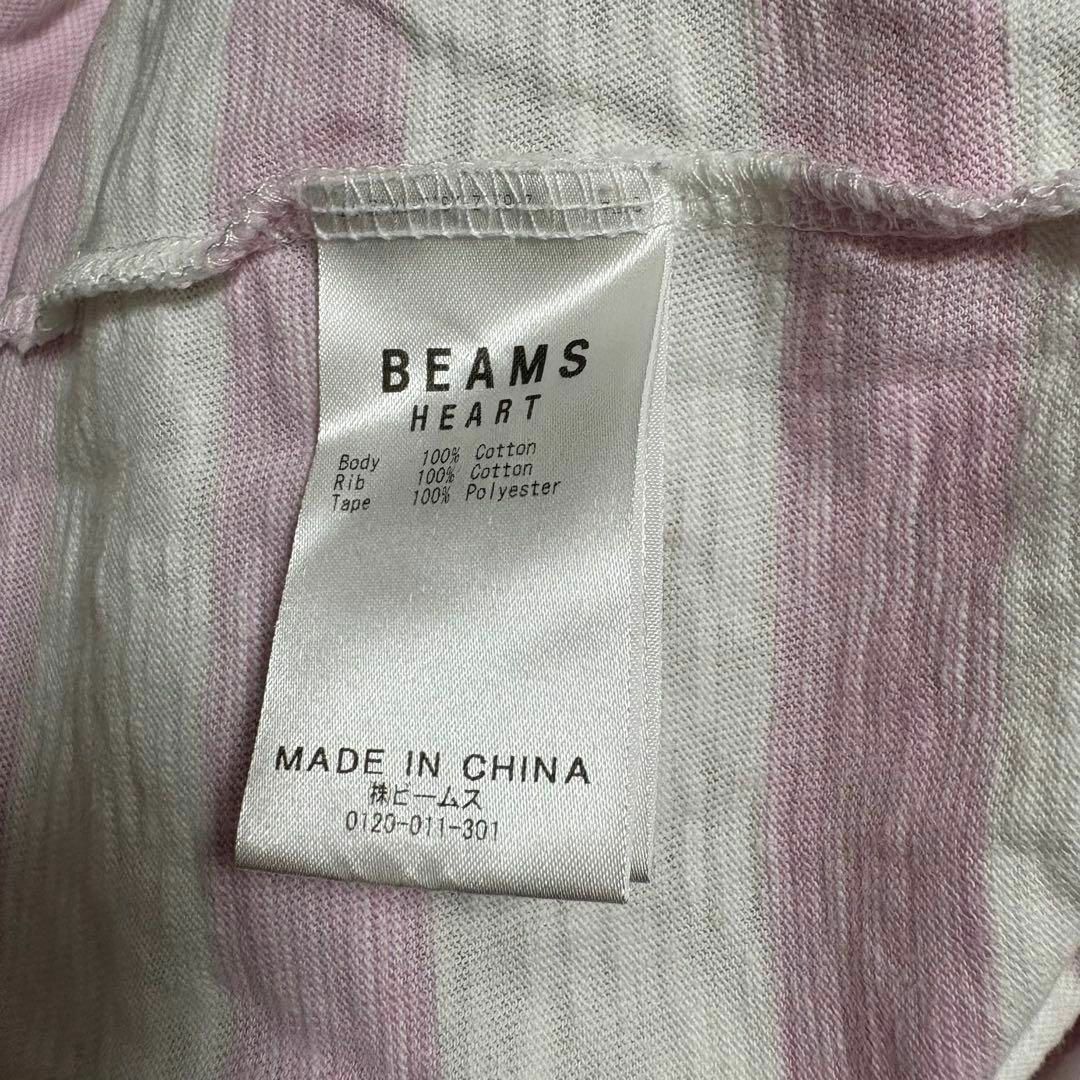 BEAMS
HEART
Body 100% Cotton
Rib 100% Cotton
Tape 100% Polyester
MADE IN CHINA
㈱ビームス
0120-011-301